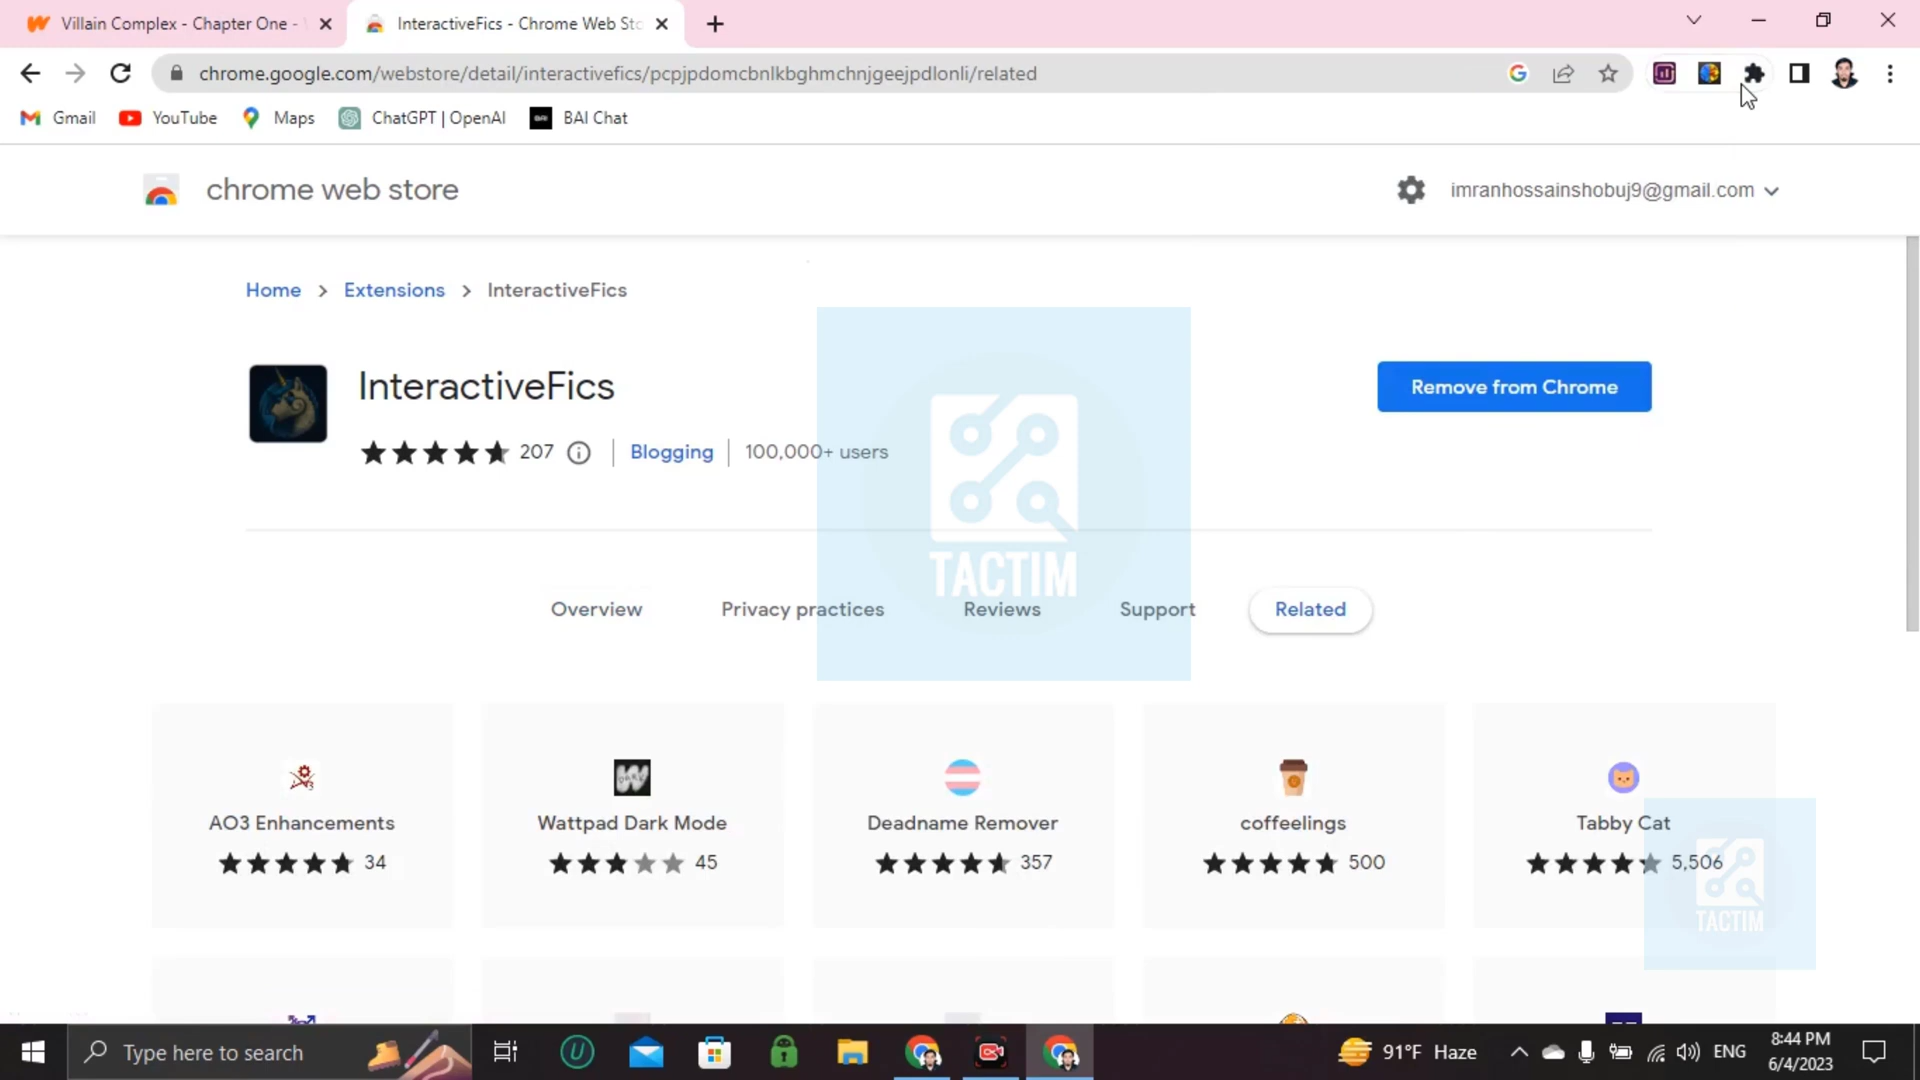 Villain Complex - Chapter One -
InteractiveFics - Chrome Web Sto
chrome.google.com/webstore/detail/interactivefics/pcpjpdomcbnlkbghmchnjgeejpdlonli/related
Gmail
YouTube
Maps
ChatGPT | OpenAI
BAI Chat
chrome web store
imranhossainshobuj9@gmail.com
Home > Extensions > InteractiveFics
InteractiveFics
Remove from Chrome
207
Blogging
100,000+ users
TACTIM
Overview
Privacy practices
Reviews
Support
Related
AO3 Enhancements
34
Wattpad Dark Mode
45
Deadname Remover
357
coffeelings
500
Tabby Cat
5,506
TACTIM
Type here to search
91°F Haze
ENG
8:44 PM
6/4/2023